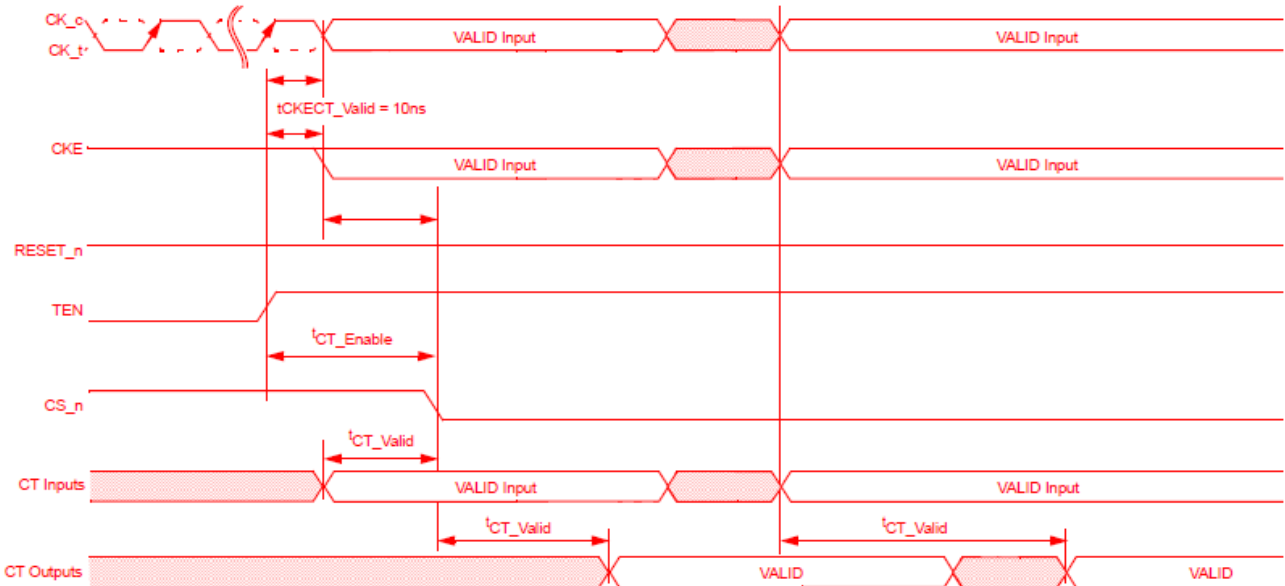 CK_c
CK_t
VALID Input
VALID Input
tCKECT_Valid = 10ns
CKE
VALID Input
VALID Input
RESET_n
TEN
tCT_Enable
CS_n
tCT_Valid
CT Inputs
VALID Input
VALID Input
tCT_Valid
tCT_Valid
CT Outputs
VALID
VALID